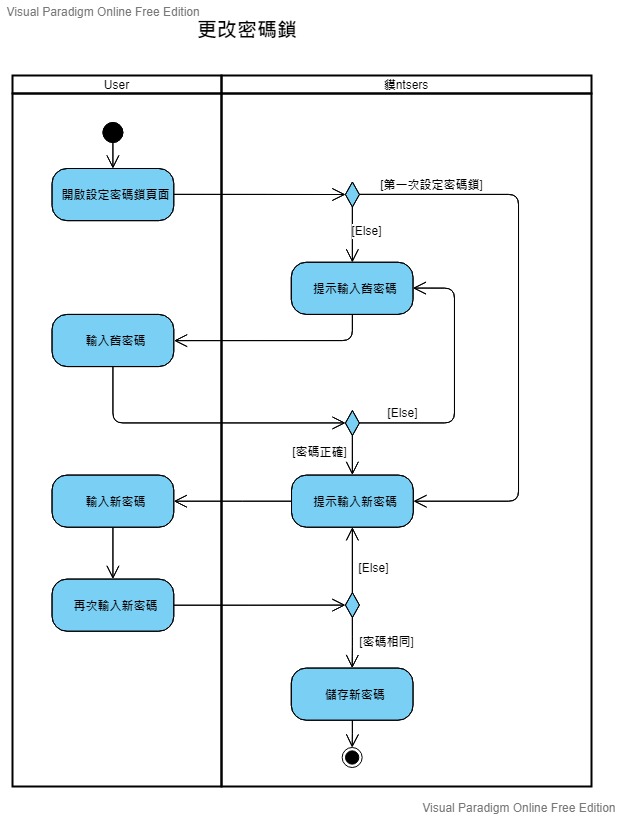 Visual Paradigm Online Free Edition
更改密碼鎖
User
貘ntsers
開啟設定密碼鎖頁面
[第一次設定密碼鎖]
[Else]
提示輸入舊密碼
輸入舊密碼
[Else]
[密碼正確]
輸入新密碼
提示輸入新密碼
[Else]
再次輸入新密碼
[密碼相同]
儲存新密碼
Visual Paradigm Online Free Edition